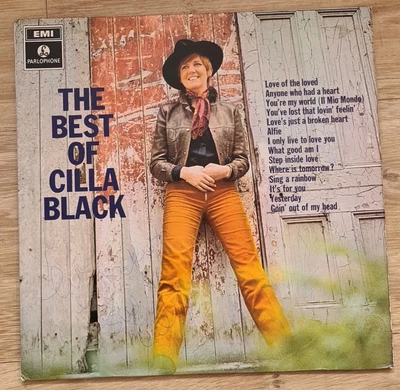 EMI
PARLOPHONE
THE
BEST
OF
CILLA
BLACK
Love of the loved
Anyone who had a heart
You're my world (Il Mio Mondo)
You've lost that lovin' feelin'
Love's just a broken heart
Alfie
I only live to love you
What good am I
Step inside love
Where is tomorrow?
Sing a rainbow
It's for you
Yesterday
Goin' out of my head